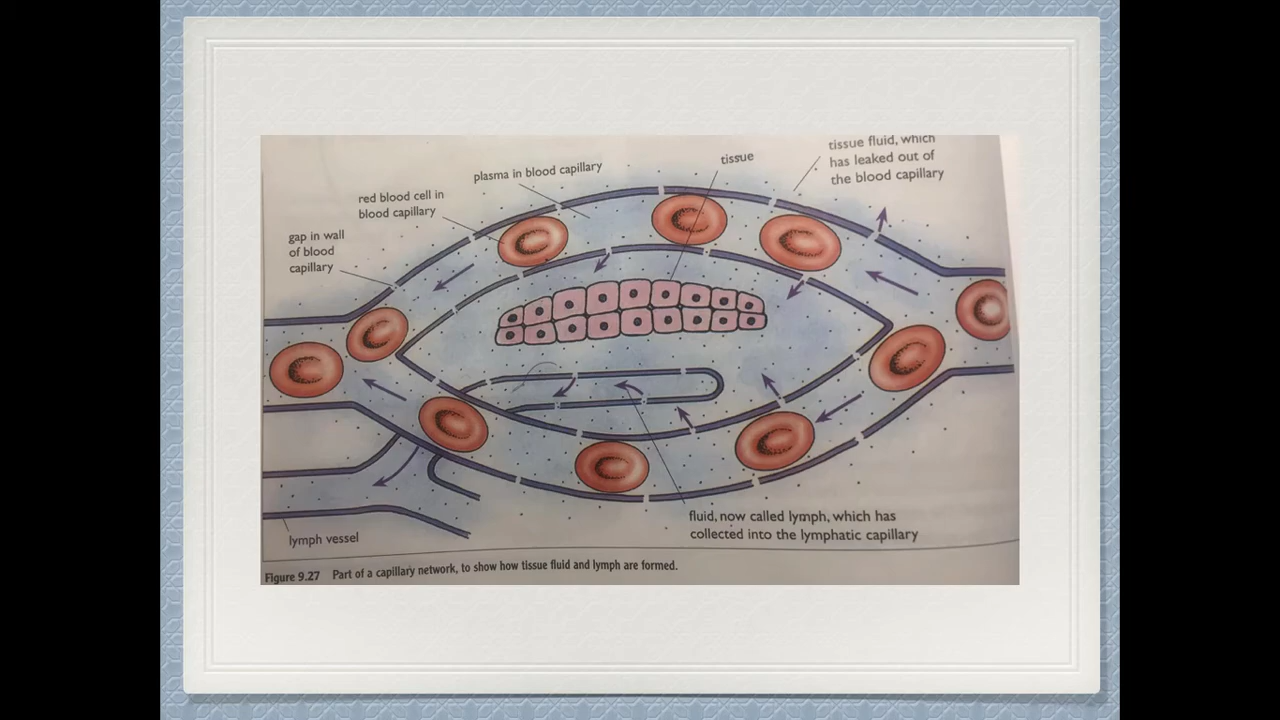 tissue fluid, which
has leaked out of
the blood capillary
tissue
plasma in blood capillary
red blood cell in
blood capillary
gap in wall
of blood
capillary
fluid, now called lymph, which has
collected into the lymphatic capillary
lymph vessel
Figure 9.27 Part of a capillary network, to show how tissue fluid and lymph are formed.